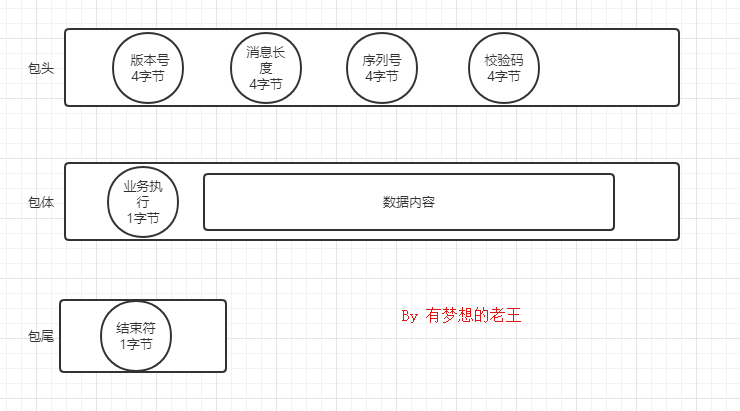 包头
版本号
4字节
消息长
度
4字节
序列号
4字节
校验码
4字节
包体
业务执
行
1字节
数据内容
包尾
结束符
1字节
By 有梦想的老王